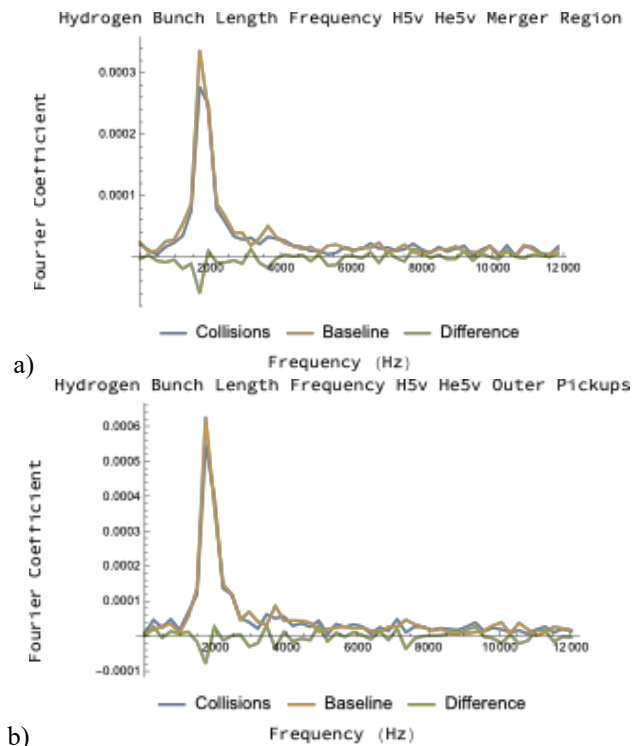 Hydrogen Bunch Length Frequency H5v He5v Merger Region
0.0003
0.0002
0.0001
Fourier Coefficient
2000 4000 6000 8000 10000 12000
Collisions Baseline Difference
a) Frequency (Hz)
Hydrogen Bunch Length Frequency H5v He5v Outer Pickups
0.0006
0.0005
0.0004
0.0003
0.0002
0.0001
-0.0001
Fourier Coefficient
2000 4000 6000 8000 10000 12000
Collisions Baseline Difference
b) Frequency (Hz)